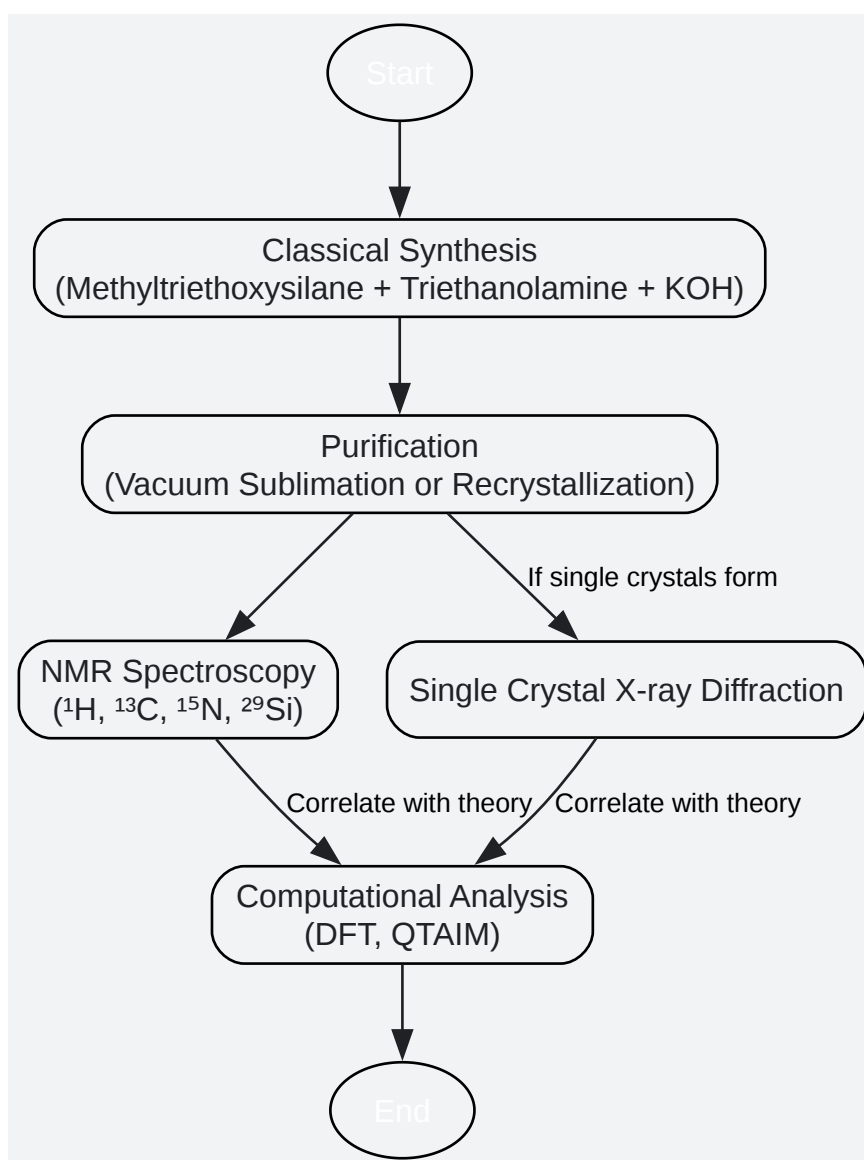 Start
Classical Synthesis
(Methyltriethoxysilane + Triethanolamine + KOH)
Purification
(Vacuum Sublimation or Recrystallization)
If single crystals form
NMR Spectroscopy
(¹H, ¹³C, ¹⁵N, ²⁹Si)
Single Crystal X-ray Diffraction
Correlate with theory
Correlate with theory
Computational Analysis
(DFT, QTAIM)
End